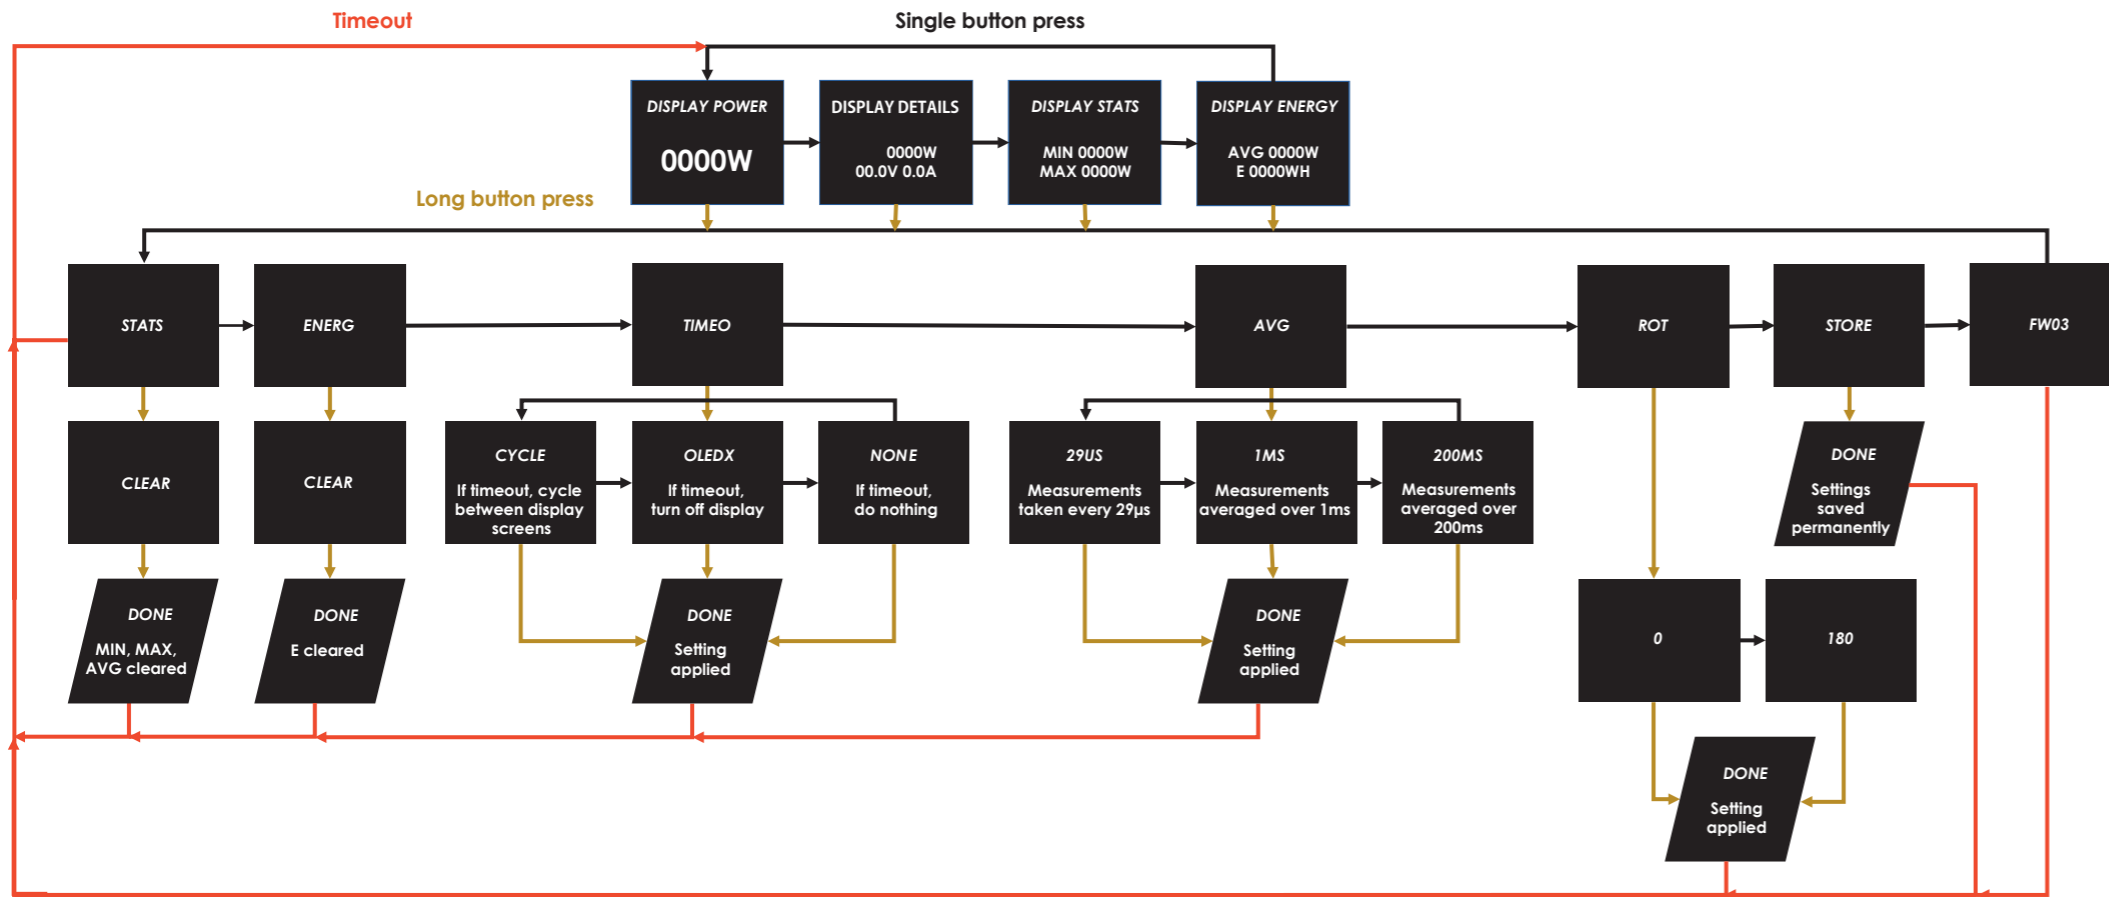 Timeout
Single button press
DISPLAY POWER
0000W
DISPLAY DETAILS
0000W
00.0V 0.0A
DISPLAY STATS
MIN 0000W
MAX 0000W
DISPLAY ENERGY
AVG 0000W
E 0000WH
Long button press
STATS
ENERG
TIMEO
AVG
ROT
STORE
FW03
CLEAR
CLEAR
CYCLE
If timeout, cycle
between display
screens
OLEDX
If timeout,
turn off display
NONE
If timeout,
do nothing
29US
Measurements
taken every 29µs
1MS
Measurements
averaged over 1ms
200MS
Measurements
averaged over
200ms
DONE
Settings
saved
permanently
DONE
MIN, MAX,
AVG cleared
DONE
E cleared
DONE
Setting
applied
DONE
Setting
applied
0
180
DONE
Setting
applied